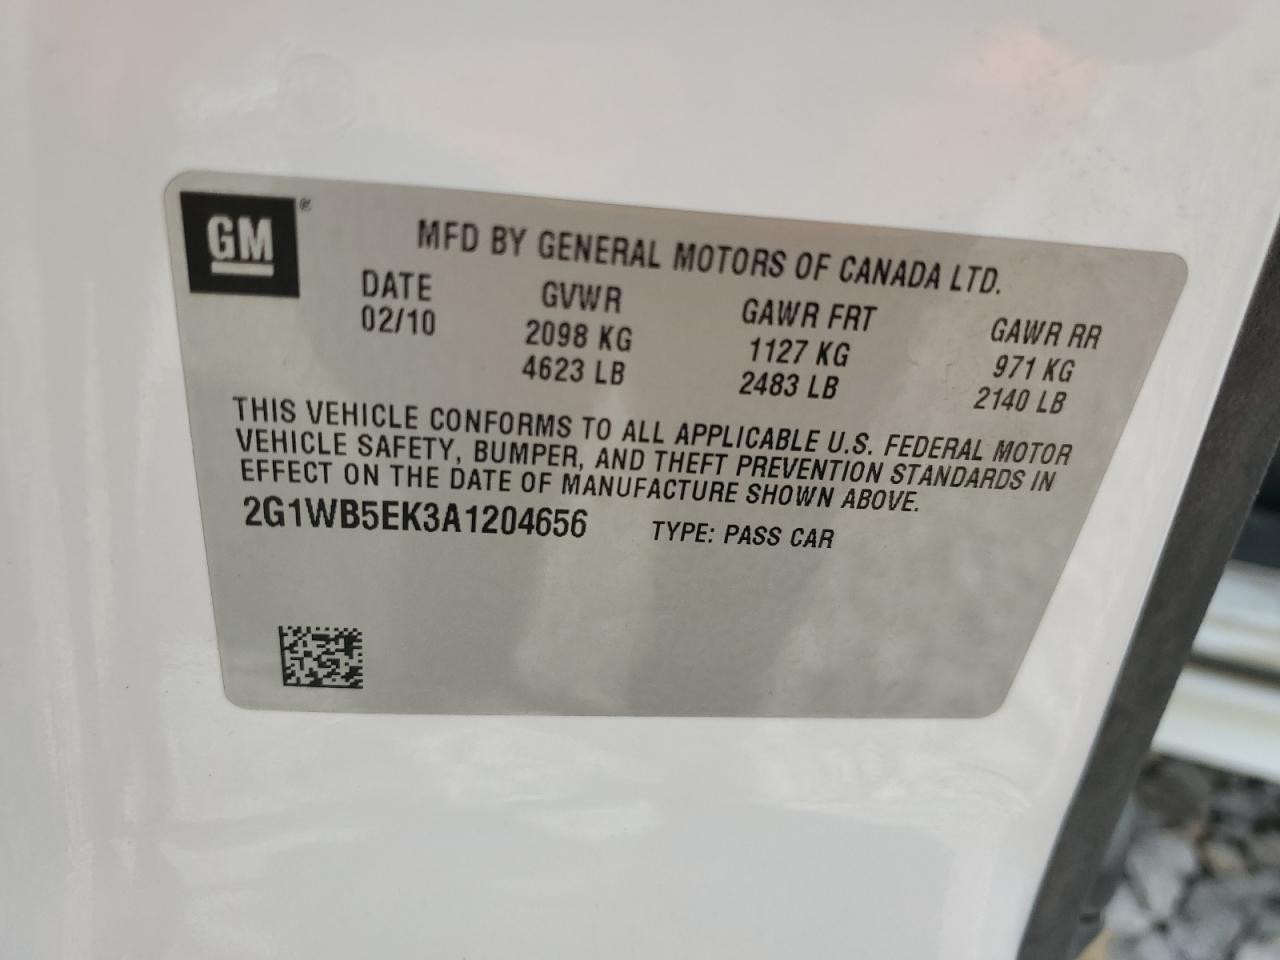 GM ®
MFD BY GENERAL MOTORS OF CANADA LTD.
DATE GVWR GAWR FRT GAWR RR
02/10 2098 KG 1127 KG 971 KG
4623 LB 2483 LB 2140 LB
THIS VEHICLE CONFORMS TO ALL APPLICABLE U.S. FEDERAL MOTOR
VEHICLE SAFETY, BUMPER, AND THEFT PREVENTION STANDARDS IN
EFFECT ON THE DATE OF MANUFACTURE SHOWN ABOVE.
2G1WB5EK3A1204656 TYPE: PASS CAR